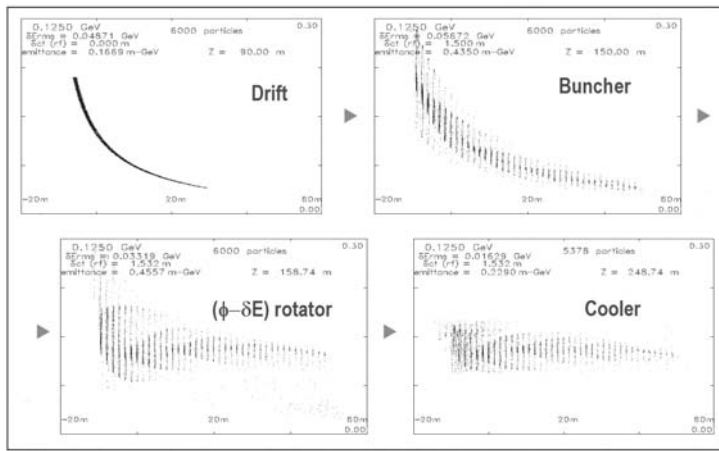 0.1250 GeV 0.30
δErms = 0.04871 GeV 6000 particles
δct (rf) = 0.000 m
emittance = 0.1669 m-GeV Z = 90.00 m
Drift
-20m 20m 60m
0.00
0.1250 GeV 0.30
δErms = 0.05672 GeV 6000 particles
δct (rf) = 1.500 m
emittance = 0.4350 m-GeV Z = 150.00 m
Buncher
-20m 20m 60m
0.00
0.1250 GeV 0.30
δErms = 0.03319 GeV 6000 particles
δct (rf) = 1.532 m
emittance = 0.4557 m-GeV Z = 158.74 m
(ϕ–δE) rotator
-20m 20m 60m
0.00
0.1250 GeV 0.30
δErms = 0.01629 GeV 5378 particles
δct (rf) = 1.532 m
emittance = 0.2290 m-GeV Z = 248.74 m
Cooler
-20m 20m 60m
0.00